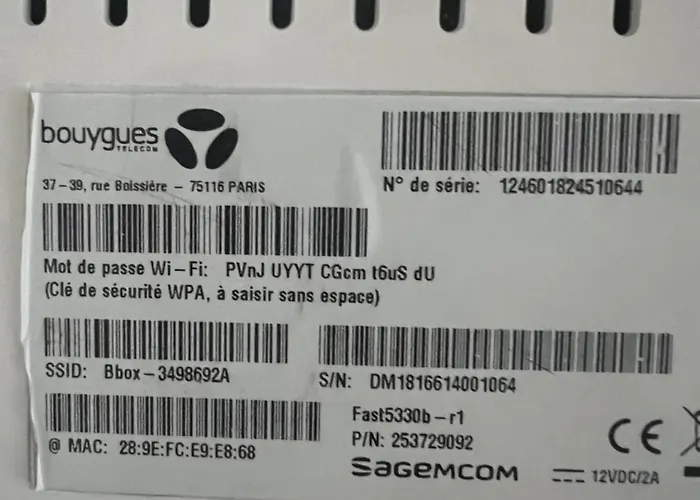 bouygues
TELECOM
37-39, rue Boissière - 75116 PARIS
N° de série: 124601824510644
Mot de passe Wi-Fi: PVnJ UYYT CGcm t6uS dU
(Clé de sécurité WPA, à saisir sans espace)
SSID: Bbox-3498692A
S/N: DM1816614001064
@ MAC: 28:9E:FC:E9:E8:68
Fast5330b-r1
P/N: 253729092
SAGEMCOM
CE
12VDC/2A